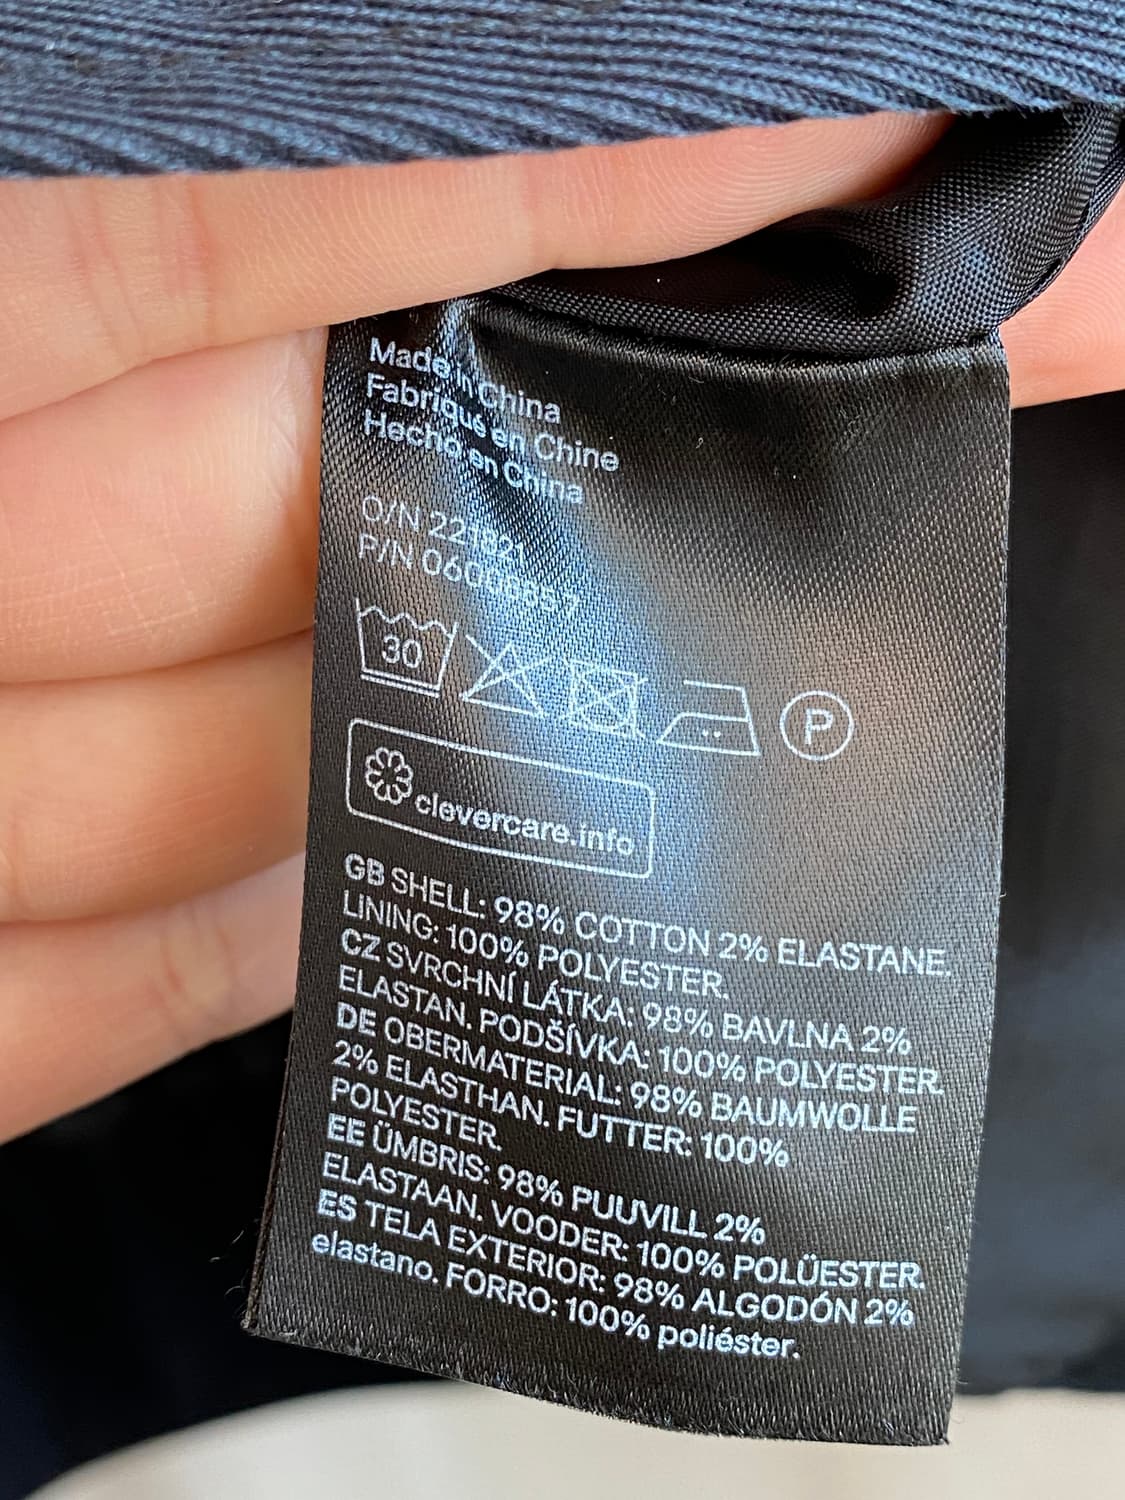 Made in China
Fabriqué en Chine
Hecho en China
O/N
P/N
30
P
clevercare.info
GB SHELL: 98% COTTON 2% ELASTANE.
LINING: 100% POLYESTER.
CZ SVRCHNÍ LÁTKA: 98% BAVLNA 2%
ELASTAN. PODŠÍVKA: 100% POLYESTER.
DE OBERMATERIAL: 98% BAUMWOLLE
2% ELASTHAN. FUTTER: 100%
POLYESTER.
EE ÜMBRIS: 98% PUUVILL 2%
ELASTAAN. VOODER: 100% POLÜESTER.
ES TELA EXTERIOR: 98% ALGODÓN 2%
elastano. FORRO: 100% poliéster.